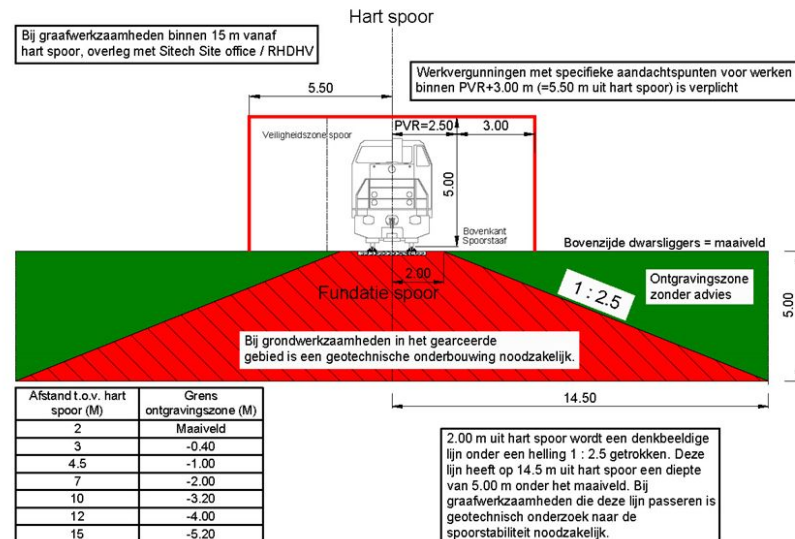 Hart spoor
Bij graafwerkzaamheden binnen 15 m vanaf
hart spoor, overleg met Sitech Site office / RHDHV
Werkvergunningen met specifieke aandachtspunten voor werken
binnen PVR+3.00 m (=5.50 m uit hart spoor) is verplicht
5.50
PVR=2.50
3.00
Veiligheidszone spoor
5.00
Bovenkant
Spoorstaaf
Bovenzijde dwarsliggers = maaiveld
2.00
Fundatie spoor
1 : 2.5
Ontgravingszone
zonder advies
5.00
Bij grondwerkzaamheden in het gearceerde
gebied is een geotechnische onderbouwing noodzakelijk.
14.50
Afstand t.o.v. hart
spoor (M)
Grens
ontgravingszone (M)
2 Maaiveld
3 -0.40
4.5 -1.00
7 -2.00
10 -3.20
12 -4.00
15 -5.20
2.00 m uit hart spoor wordt een denkbeeldige
lijn onder een helling 1 : 2.5 getrokken. Deze
lijn heeft op 14.5 m uit hart spoor een diepte
van 5.00 m onder het maaiveld. Bij
graafwerkzaamheden die deze lijn passeren is
geotechnisch onderzoek naar de
spoorstabiliteit noodzakelijk.